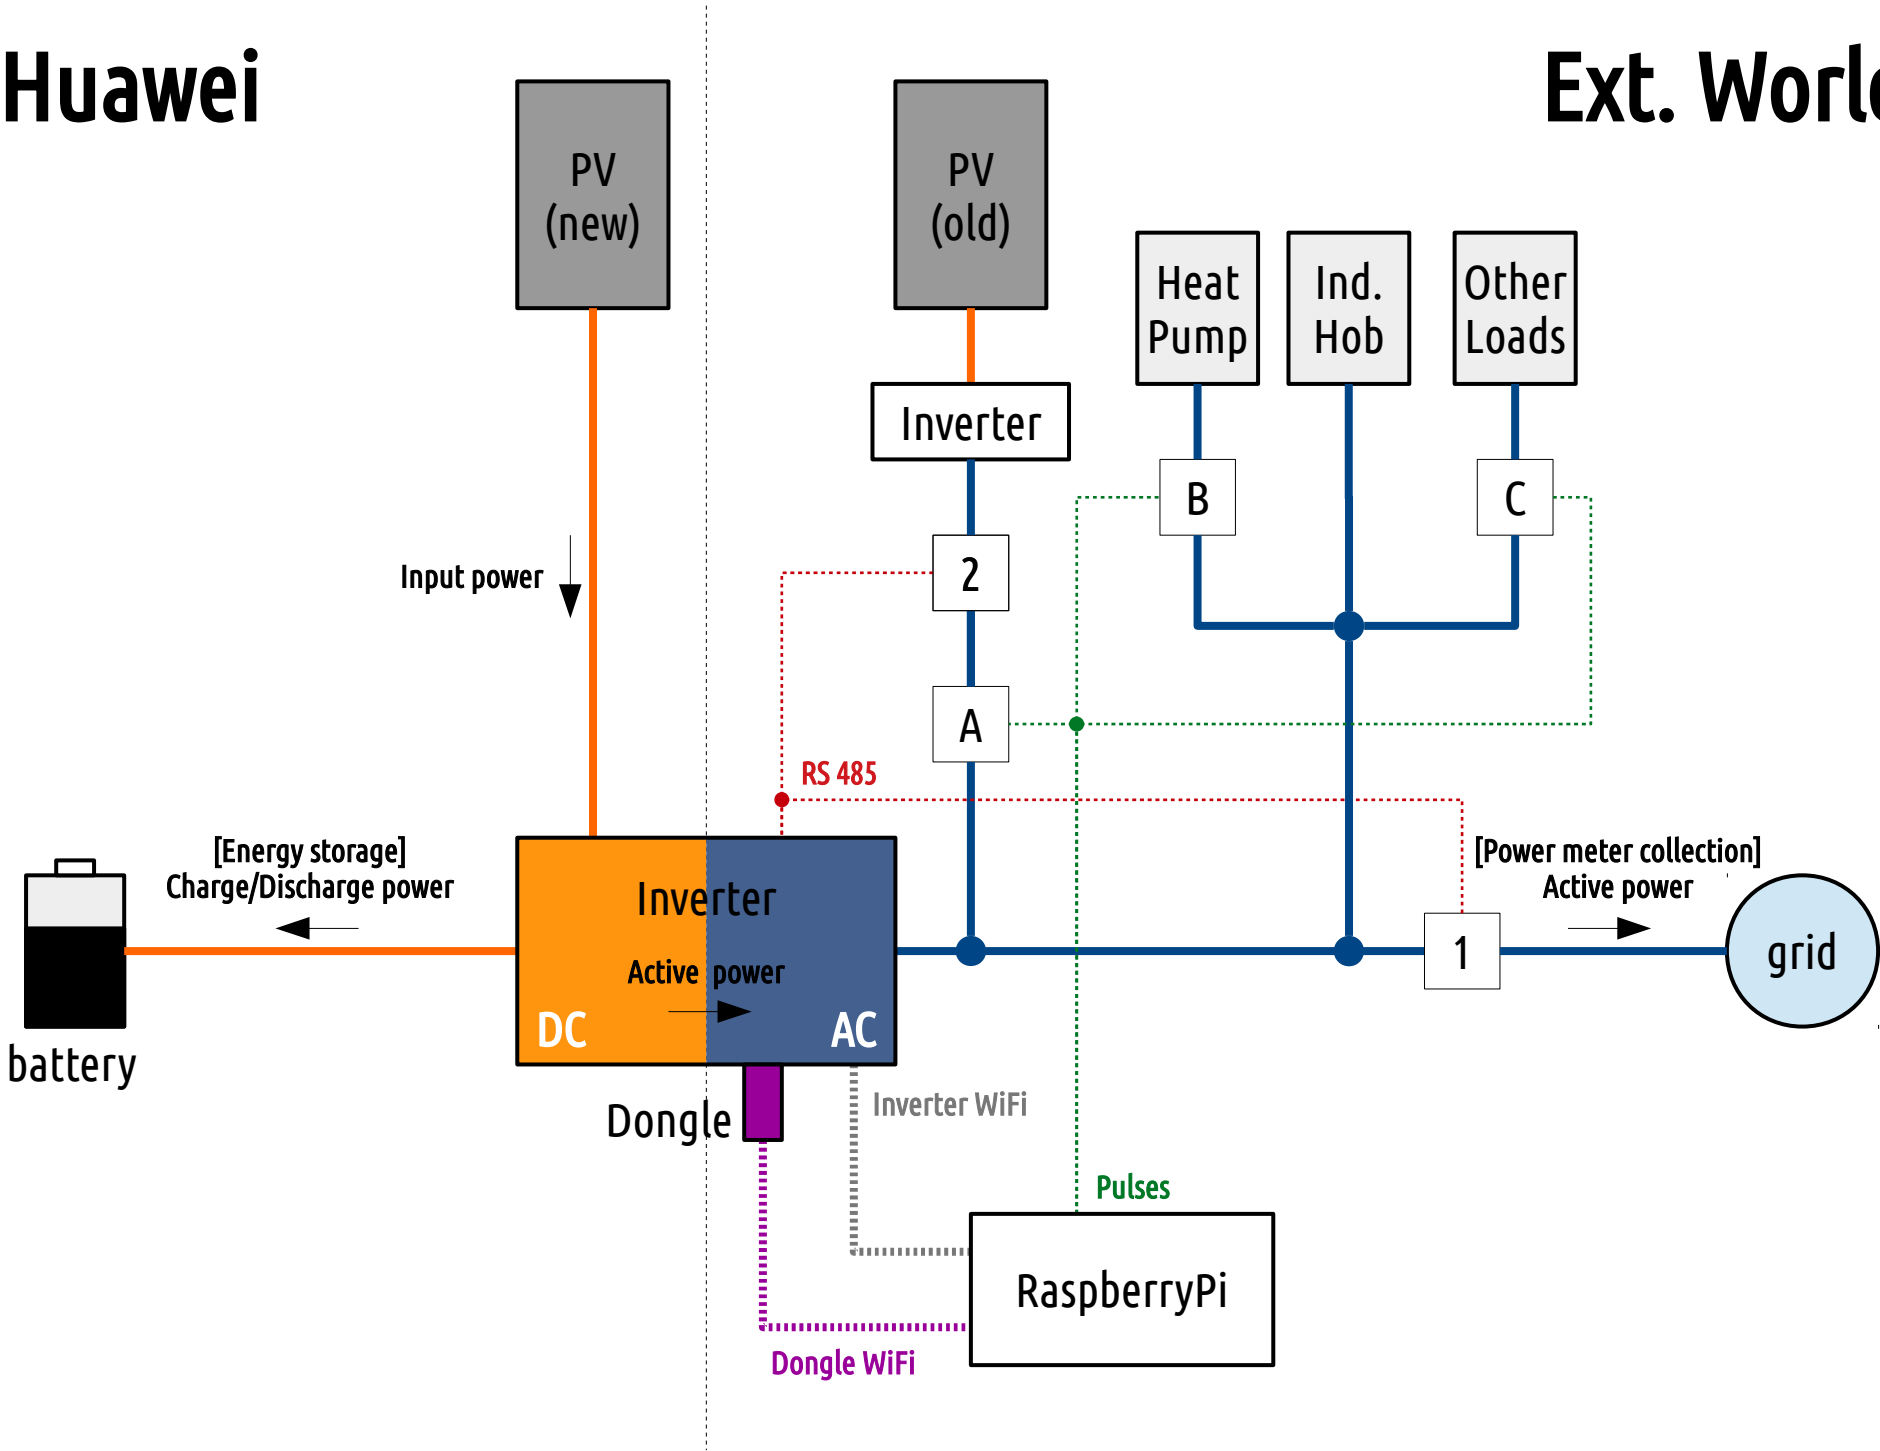 Huawei
Ext. Worl
PV
(new)
PV
(old)
Heat
Pump
Ind.
Hob
Other
Loads
Inverter
B
C
Input power
2
A
RS 485
[Energy storage]
Charge/Discharge power
[Power meter collection]
Active power
Inverter
Active power
DC
AC
1
grid
battery
Dongle
Inverter WiFi
Pulses
RaspberryPi
Dongle WiFi